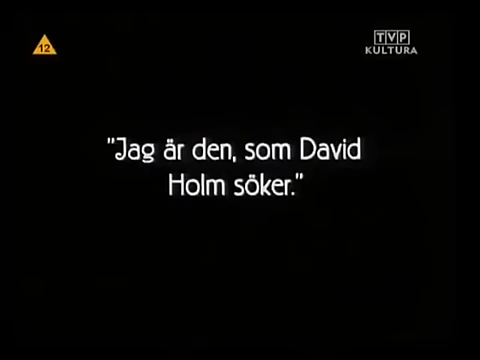 12
TVP
KULTURA
"Jag är den, som David
Holm söker."